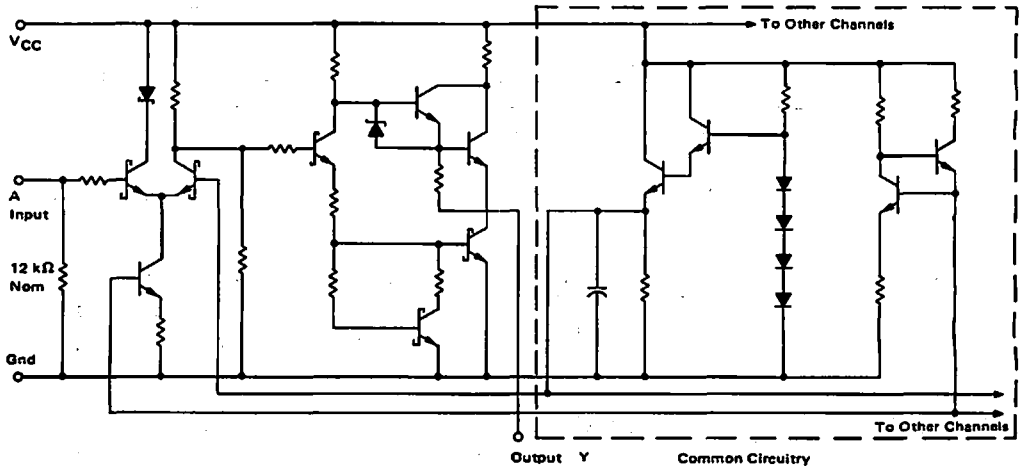 To Other Channels
VCC
A
Input
12 kΩ
Nom
Gnd
To Other Channels
Output Y
Common Circuitry